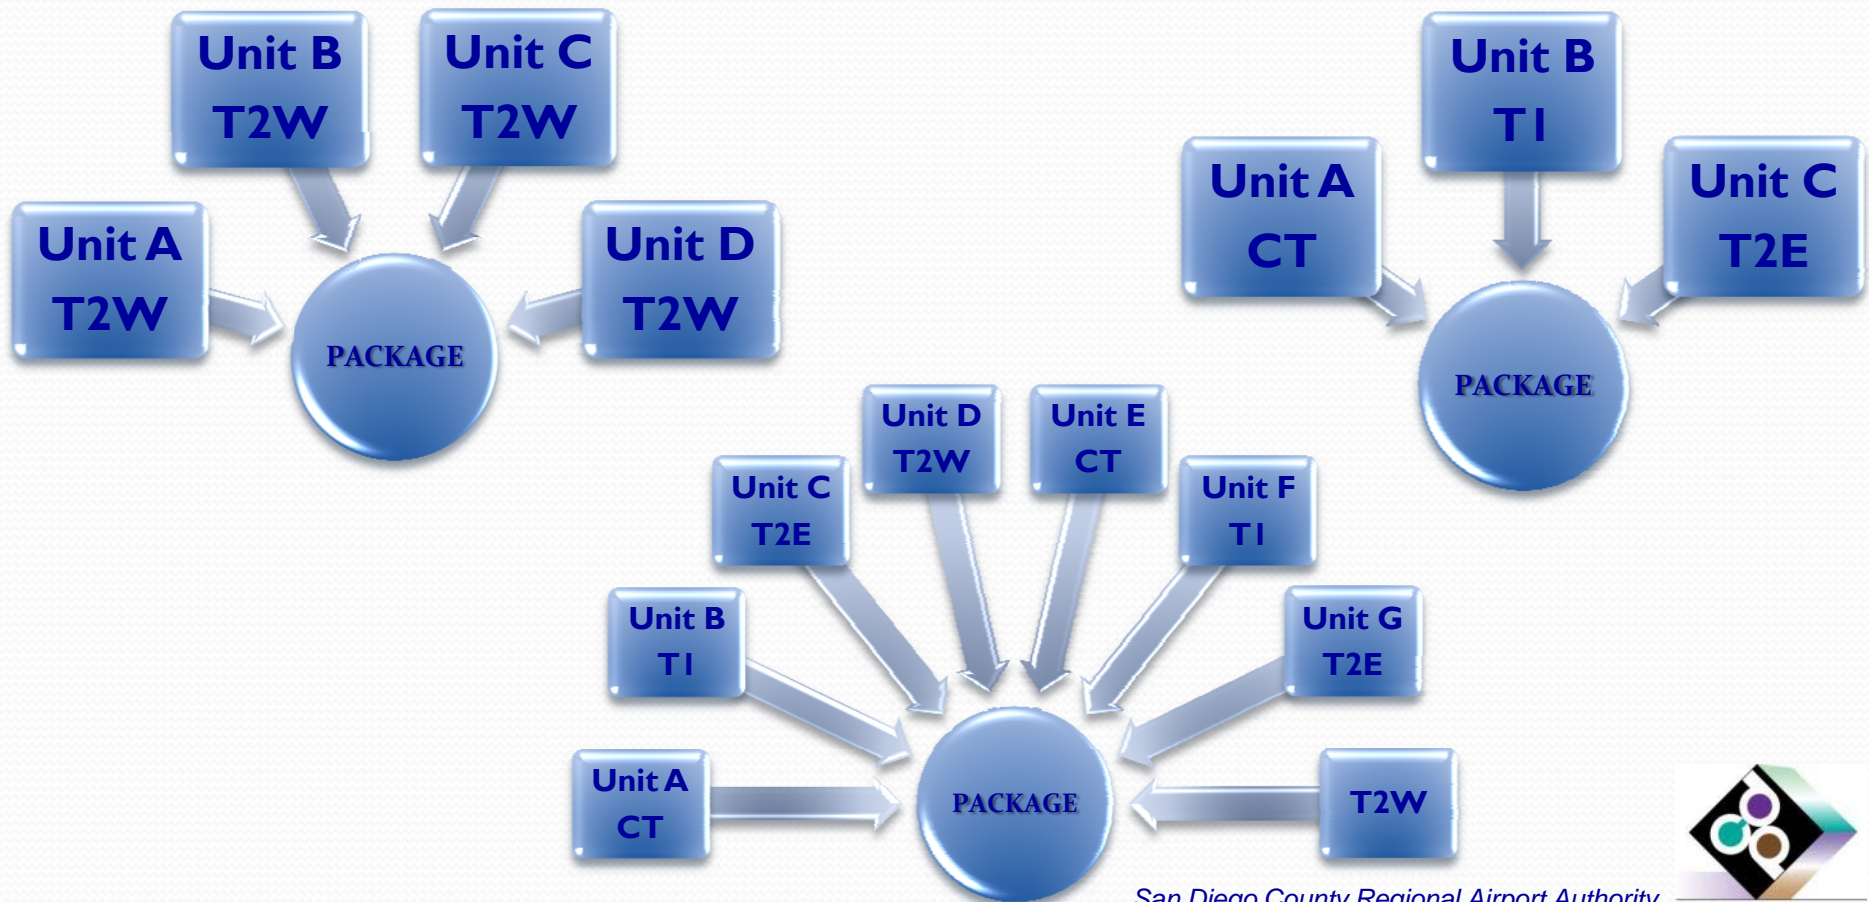 Unit B
T2W
Unit C
T2W
Unit A
T2W
Unit D
T2W
PACKAGE
Unit B
T1
Unit A
CT
Unit C
T2E
PACKAGE
Unit D
T2W
Unit E
CT
Unit C
T2E
Unit F
T1
Unit B
T1
Unit G
T2E
Unit A
CT
PACKAGE
T2W
San Diego County Regional Airport Authority